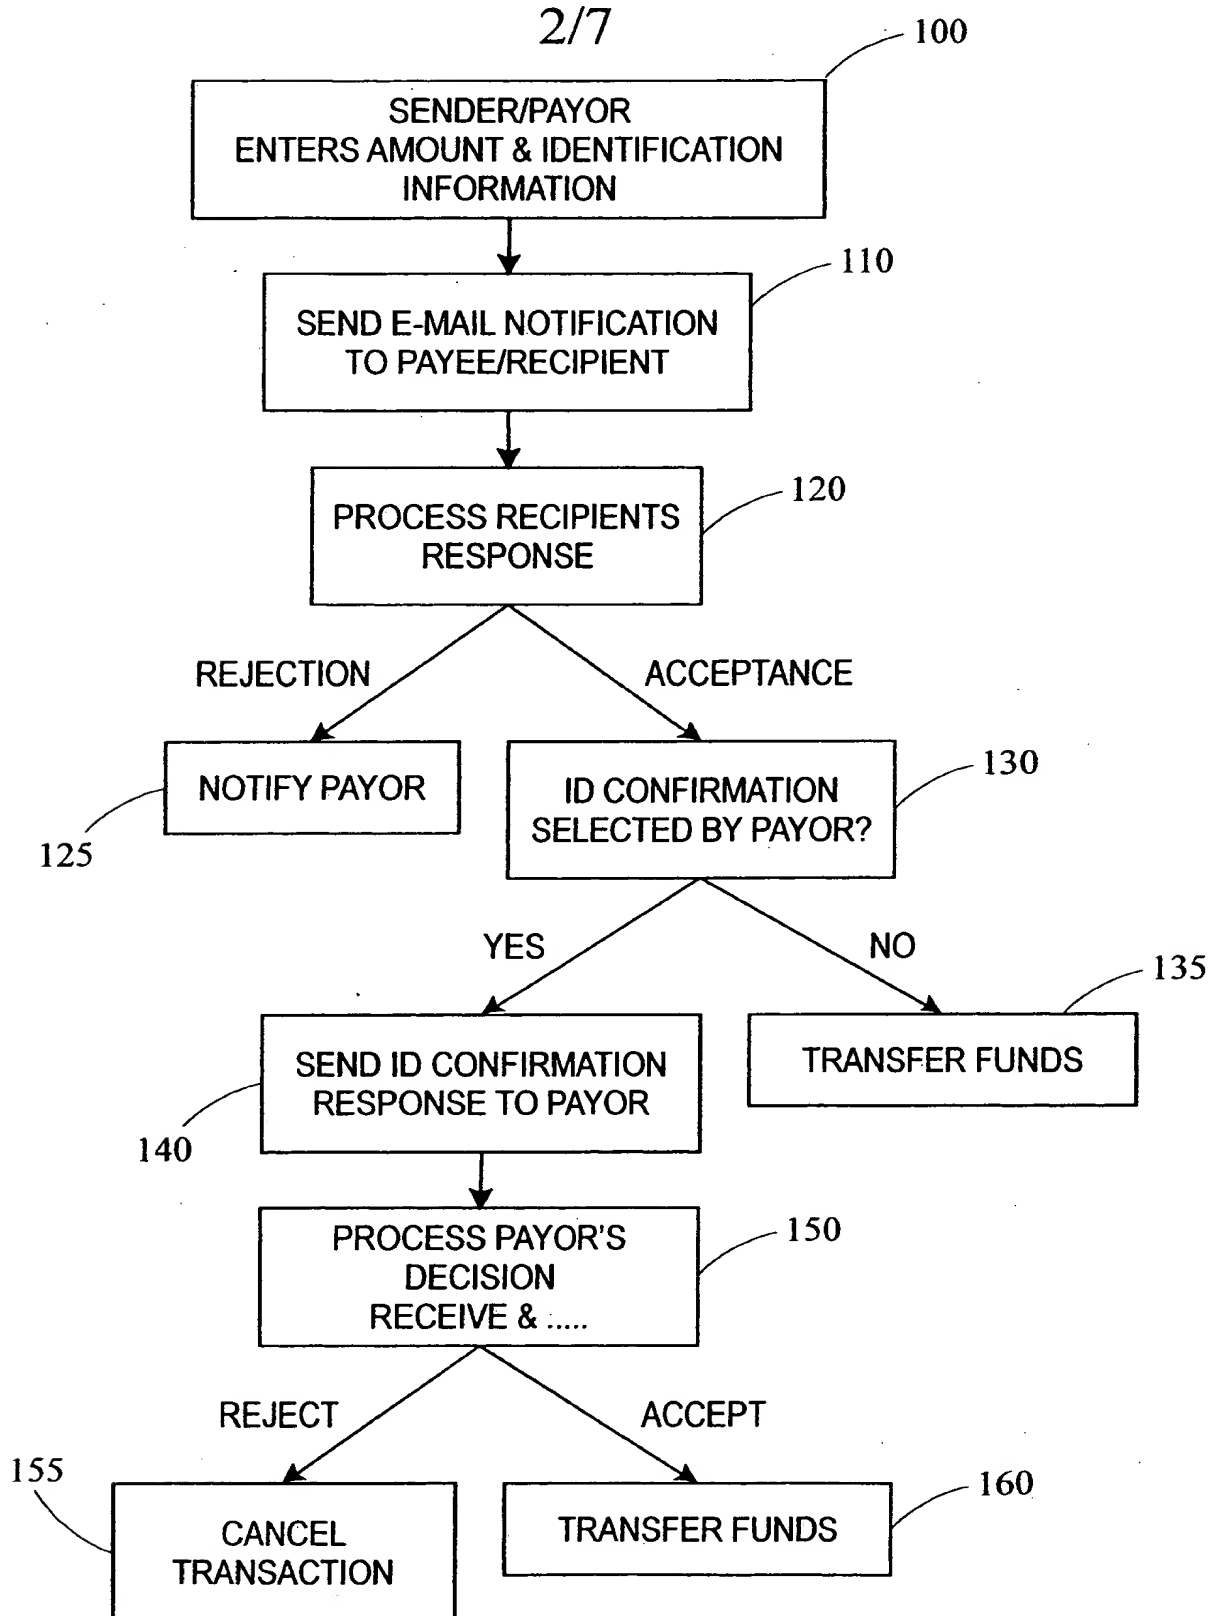 2/7
100
SENDER/PAYOR
ENTERS AMOUNT & IDENTIFICATION
INFORMATION
110
SEND E-MAIL NOTIFICATION
TO PAYEE/RECIPIENT
120
PROCESS RECIPIENTS
RESPONSE
REJECTION
ACCEPTANCE
NOTIFY PAYOR
125
130
ID CONFIRMATION
SELECTED BY PAYOR?
YES
NO
135
SEND ID CONFIRMATION
RESPONSE TO PAYOR
140
TRANSFER FUNDS
150
PROCESS PAYOR'S
DECISION
RECEIVE & :....
REJECT
ACCEPT
155
CANCEL
TRANSACTION
160
TRANSFER FUNDS